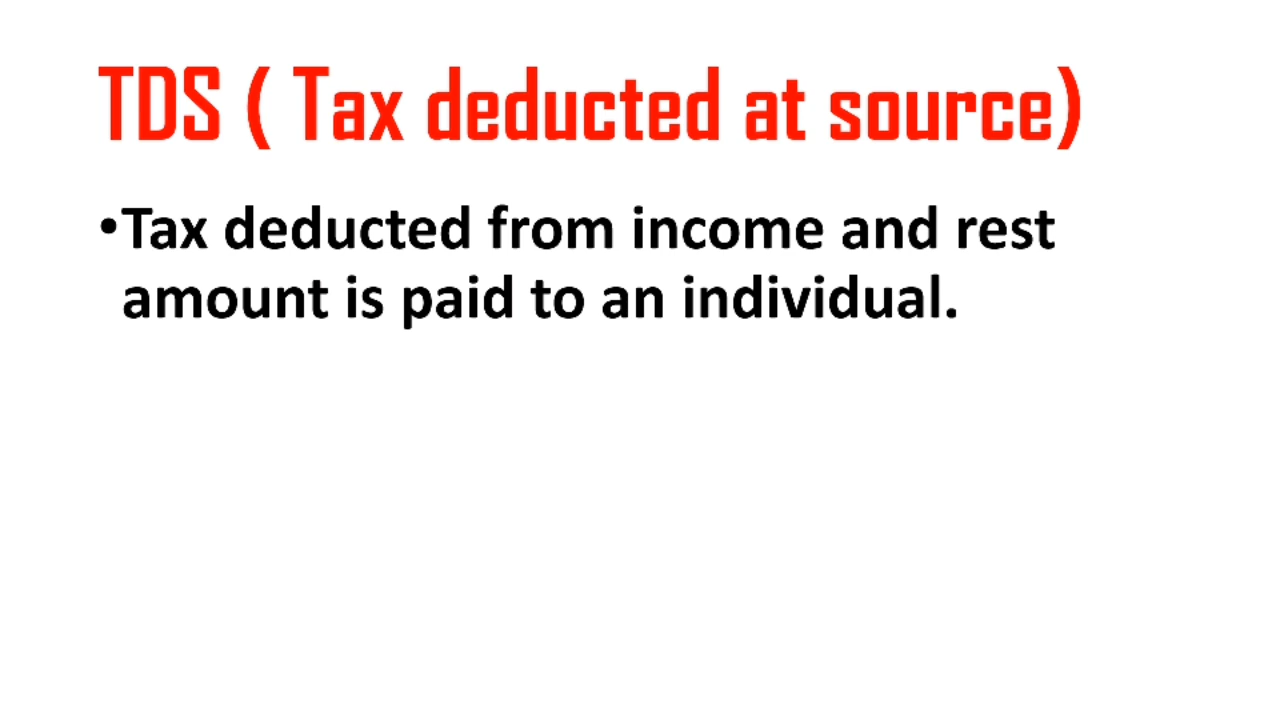 TDS ( Tax deducted at source)
•Tax deducted from income and rest
amount is paid to an individual.